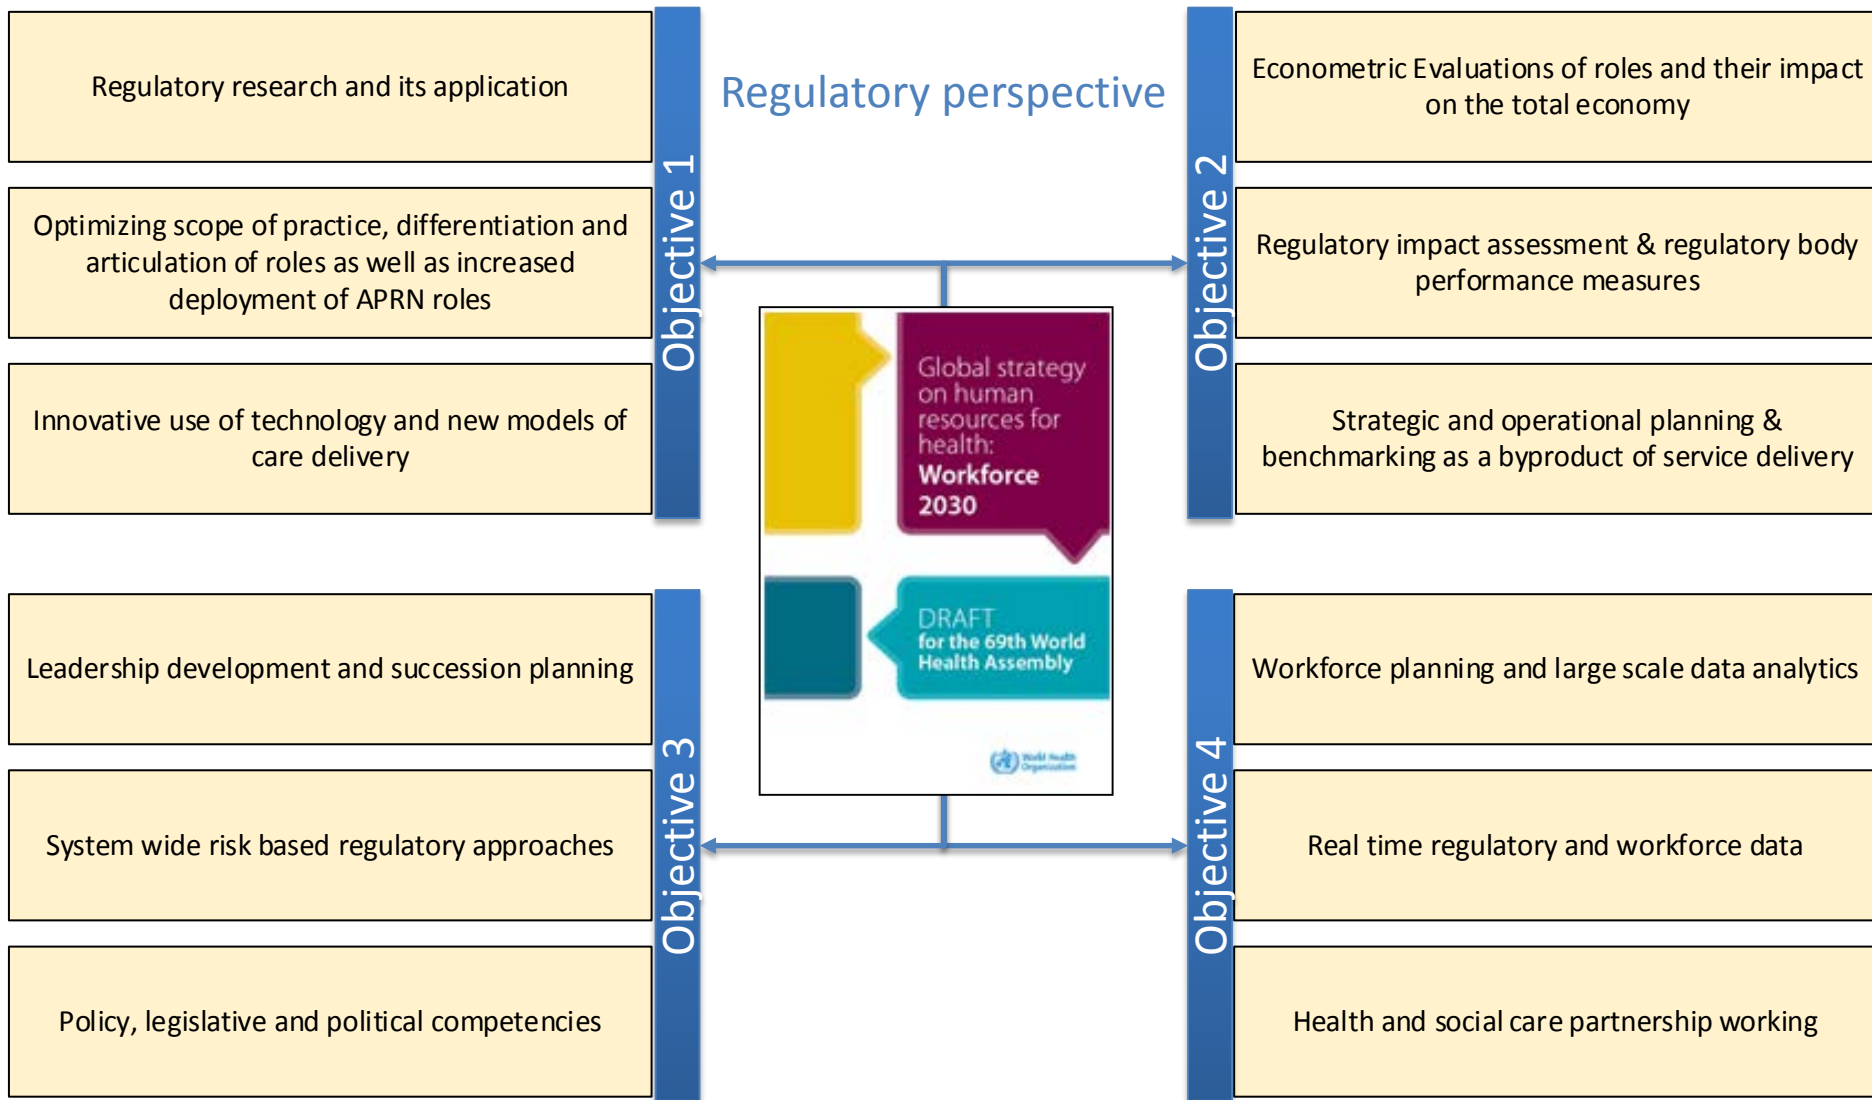 Regulatory perspective
Objective 1
Regulatory research and its application
Optimizing scope of practice, differentiation and
articulation of roles as well as increased
deployment of APRN roles
Innovative use of technology and new models of
care delivery
Objective 2
Econometric Evaluations of roles and their impact
on the total economy
Regulatory impact assessment & regulatory body
performance measures
Strategic and operational planning &
benchmarking as a byproduct of service delivery
Global strategy
on human
resources for
health:
Workforce
2030
DRAFT
for the 69th World
Health Assembly
World Health
Organization
Objective 3
Leadership development and succession planning
System wide risk based regulatory approaches
Policy, legislative and political competencies
Objective 4
Workforce planning and large scale data analytics
Real time regulatory and workforce data
Health and social care partnership working